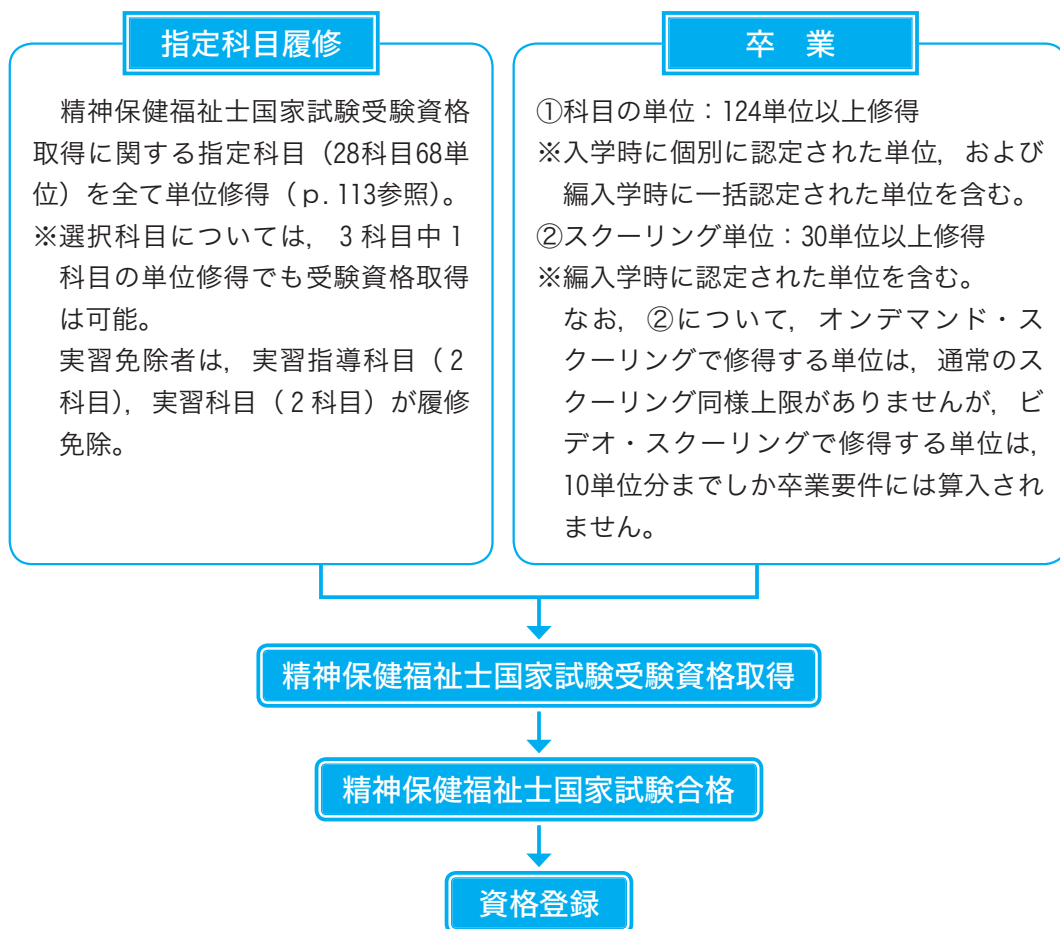 指定科目履修
精神保健福祉士国家試験受験資格
取得に関する指定科目（28科目68単
位）を全て単位修得（p.113参照）。
※選択科目については，3科目中1
科目の単位修得でも受験資格取得
は可能。
実習免除者は，実習指導科目（2
科目），実習科目（2科目）が履修
免除。
卒　業
①科目の単位：124単位以上修得
※入学時に個別に認定された単位，および
編入学時に一括認定された単位を含む。
②スクーリング単位：30単位以上修得
※編入学時に認定された単位を含む。
なお，②について，オンデマンド・ス
クーリングで修得する単位は，通常のス
クーリング同様上限がありませんが，ビ
デオ・スクーリングで修得する単位は，
10単位分までしか卒業要件には算入され
ません。
精神保健福祉士国家試験受験資格取得
精神保健福祉士国家試験合格
資格登録